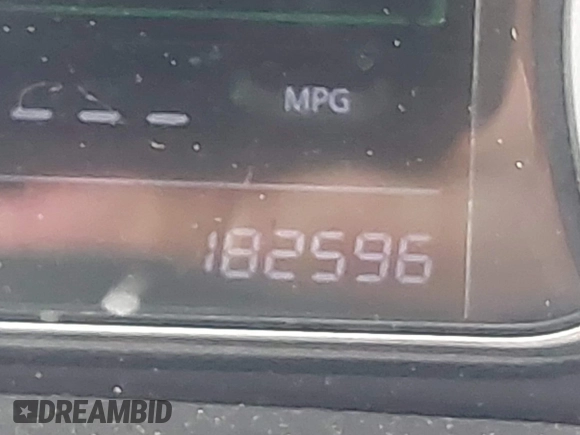 --- MPG
182596
DREAMBID